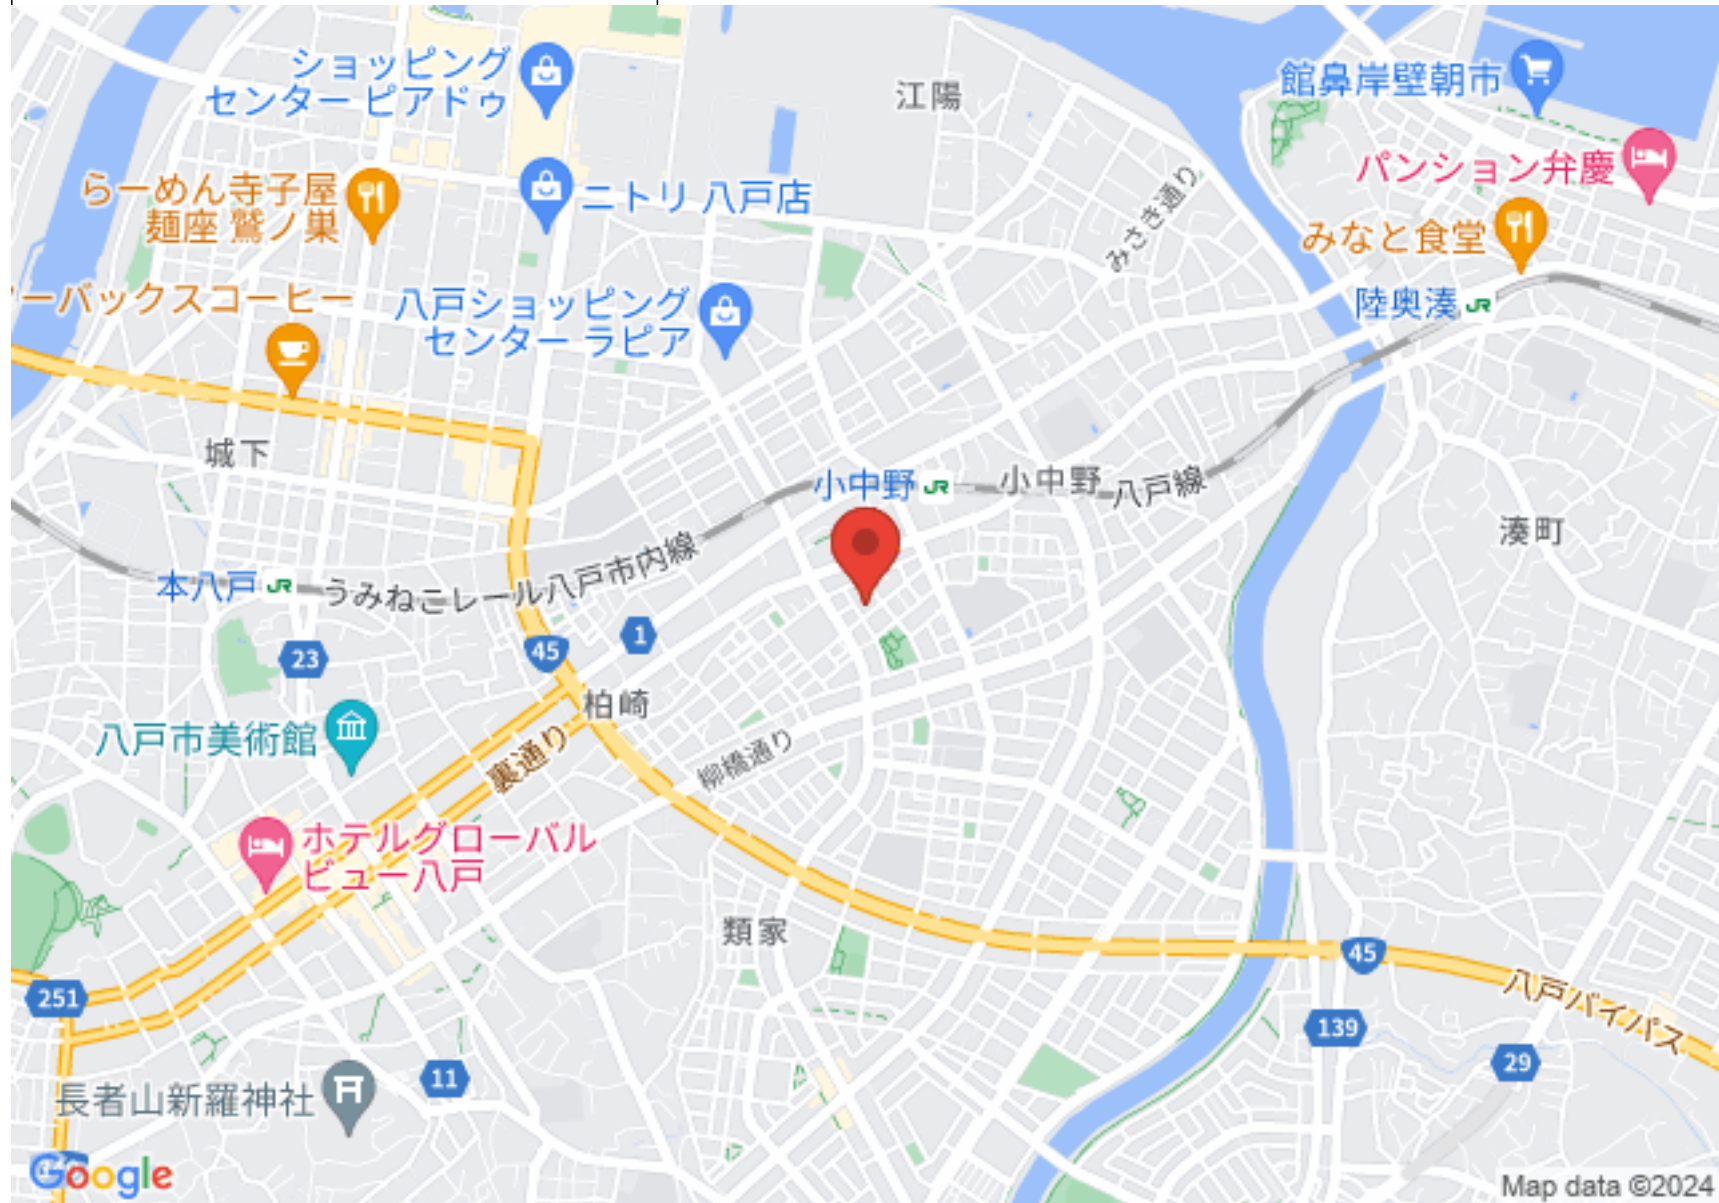 ショッピング
センター ピアドゥ
江陽
館鼻岸壁朝市
パンション弁慶
らーめん寺子屋
麺座 鷲ノ巣
ニトリ 八戸店
みさき通り
みなと食堂
ーバックスコーヒー
八戸ショッピング
センター ラピア
陸奥湊 JR
城下
小中野 JR
小中野
八戸線
湊町
本八戸 JR
うみねこレール八戸市内線
23
45
1
柏崎
八戸市美術館
裏通り
柳橋通り
ホテルグローバル
ビュー八戸
類家
45
251
八戸バイパス
139
29
11
長者山新羅神社
Google
Map data ©2024